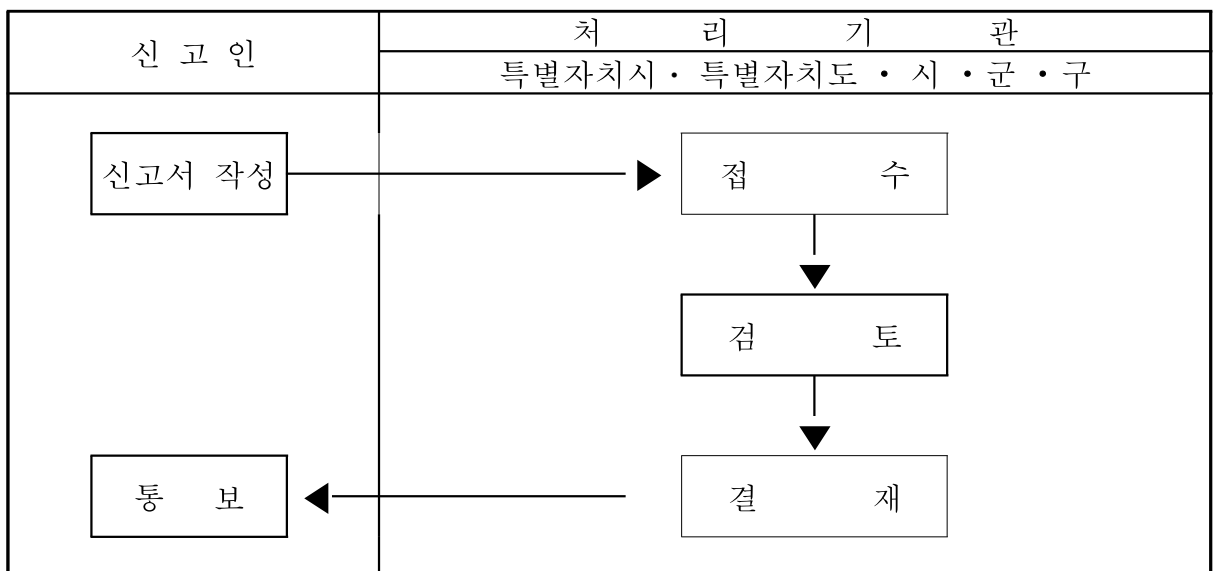 신 고 인
처 리 기 관
특별자치시・ 특별자치도 ・ 시 ・군 ・구
신고서 작성
접 수
검 토
통 보
결 재